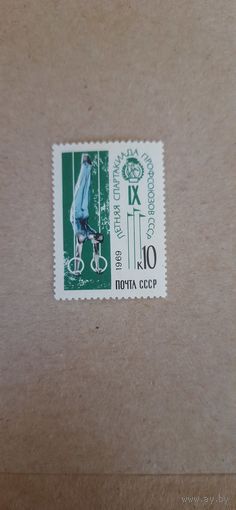 ЛЕТНЯЯ СПАРТАКИАДА ПРОФСОЮЗОВ СССР
IX
1969
К10
ПОЧТА СССР
www.ay.by